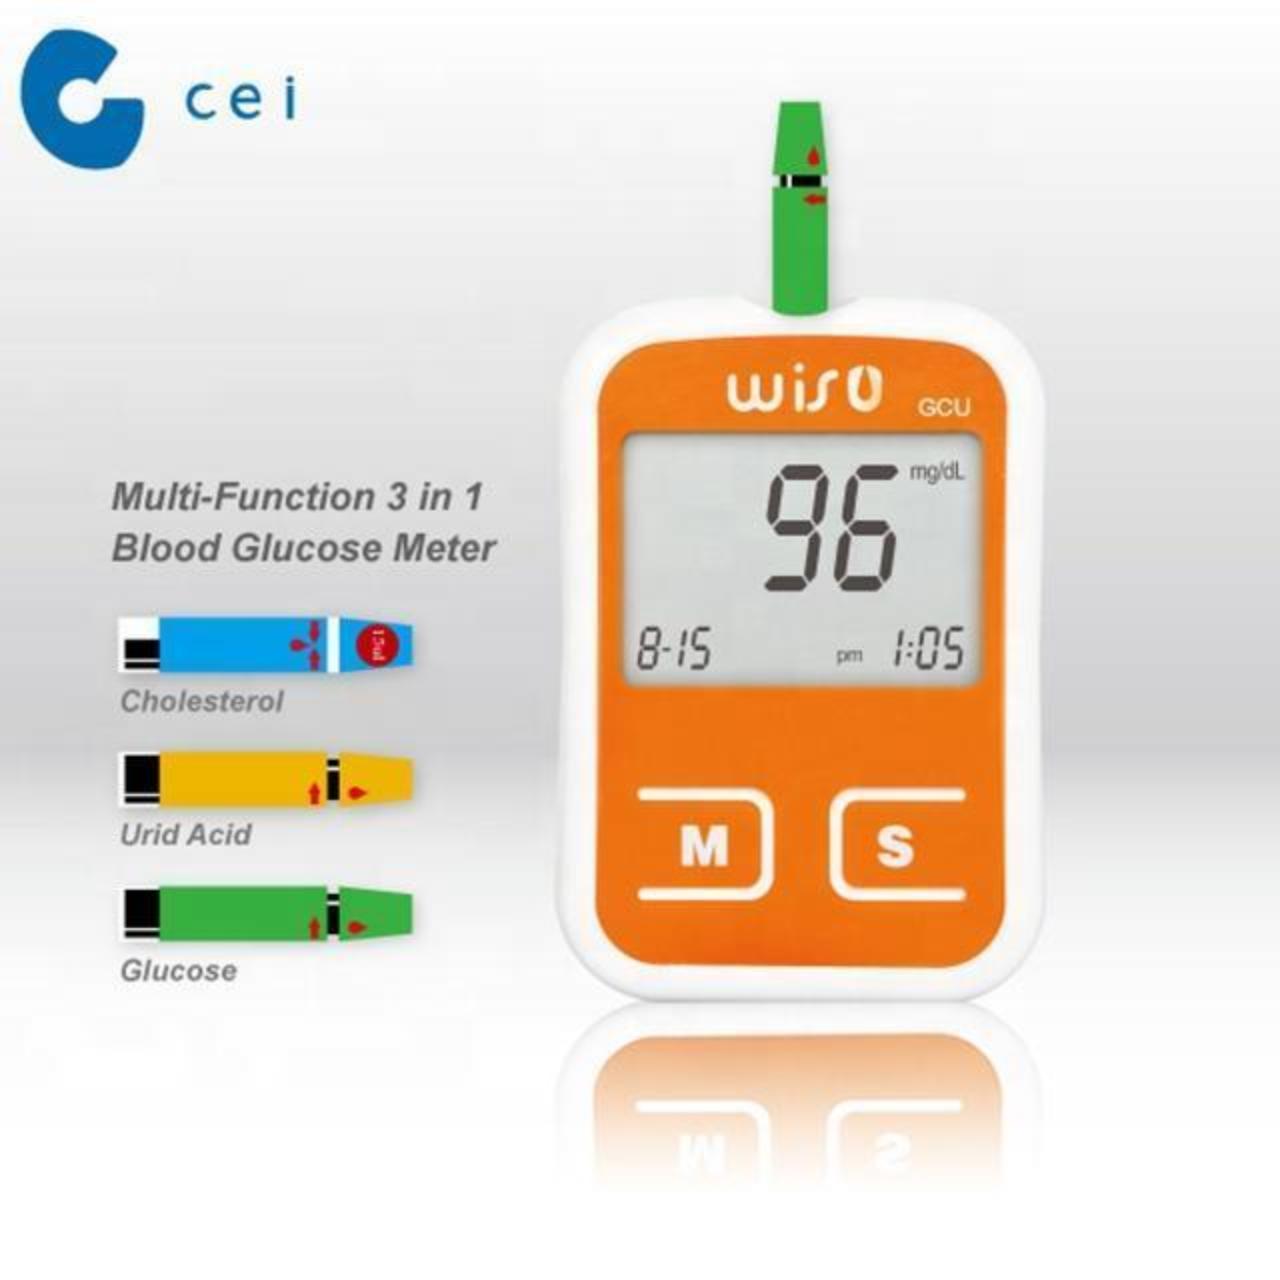 cei
wiso
GCU
96 mg/dL
8-15 pm 1:05
M S
Multi-Function 3 in 1
Blood Glucose Meter
Cholesterol
Urid Acid
Glucose